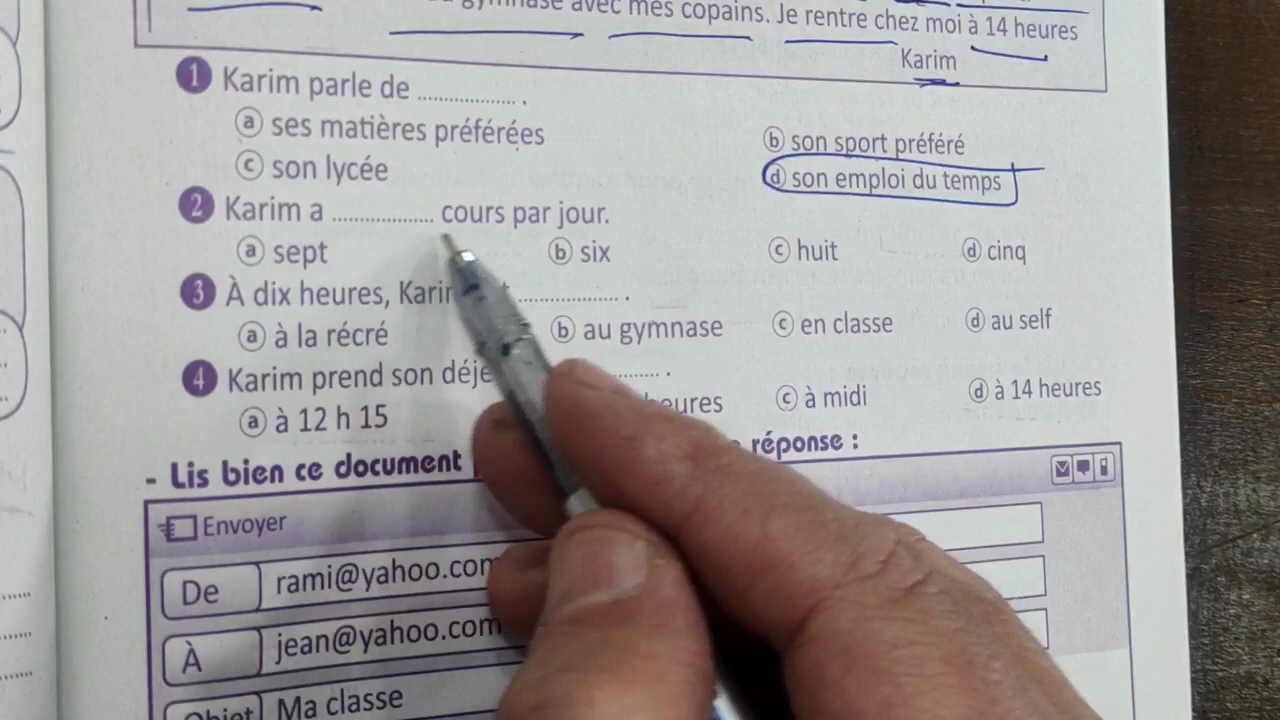 gymnase avec mes copains. Je rentre chez moi à 14 heures
Karim
1 Karim parle de ................... .
a ses matières préférées
b son sport préféré
c son lycée
d son emploi du temps
2 Karim a ................... cours par jour.
a sept b six c huit d cinq
3 À dix heures, ................... .
a à la récré b au gymnase c en classe d au self
4 Karim prend son ......... .
a à 12 h 15 heures c à midi d à 14 heures
- Lis bien ce document réponse :
Envoyer
De rami@yahoo.com
À jean@yahoo.com
Objet Ma classe